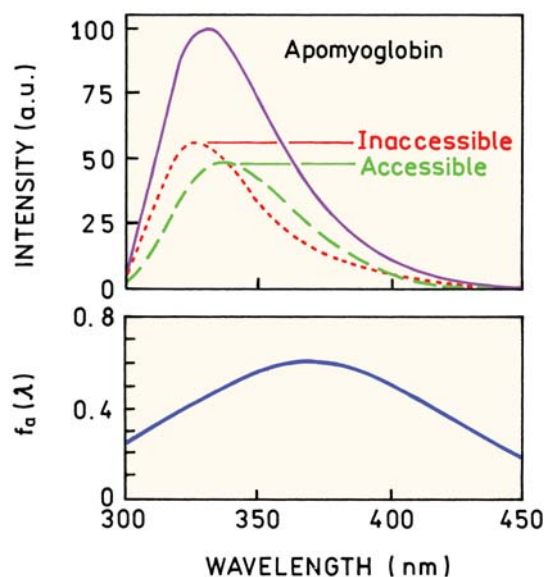 Apomyoglobin
INTENSITY (a.u.)
100
75
50
25
0
Inaccessible
Accessible
fa(λ)
0.8
0.4
0
300
350
400
450
WAVELENGTH (nm)